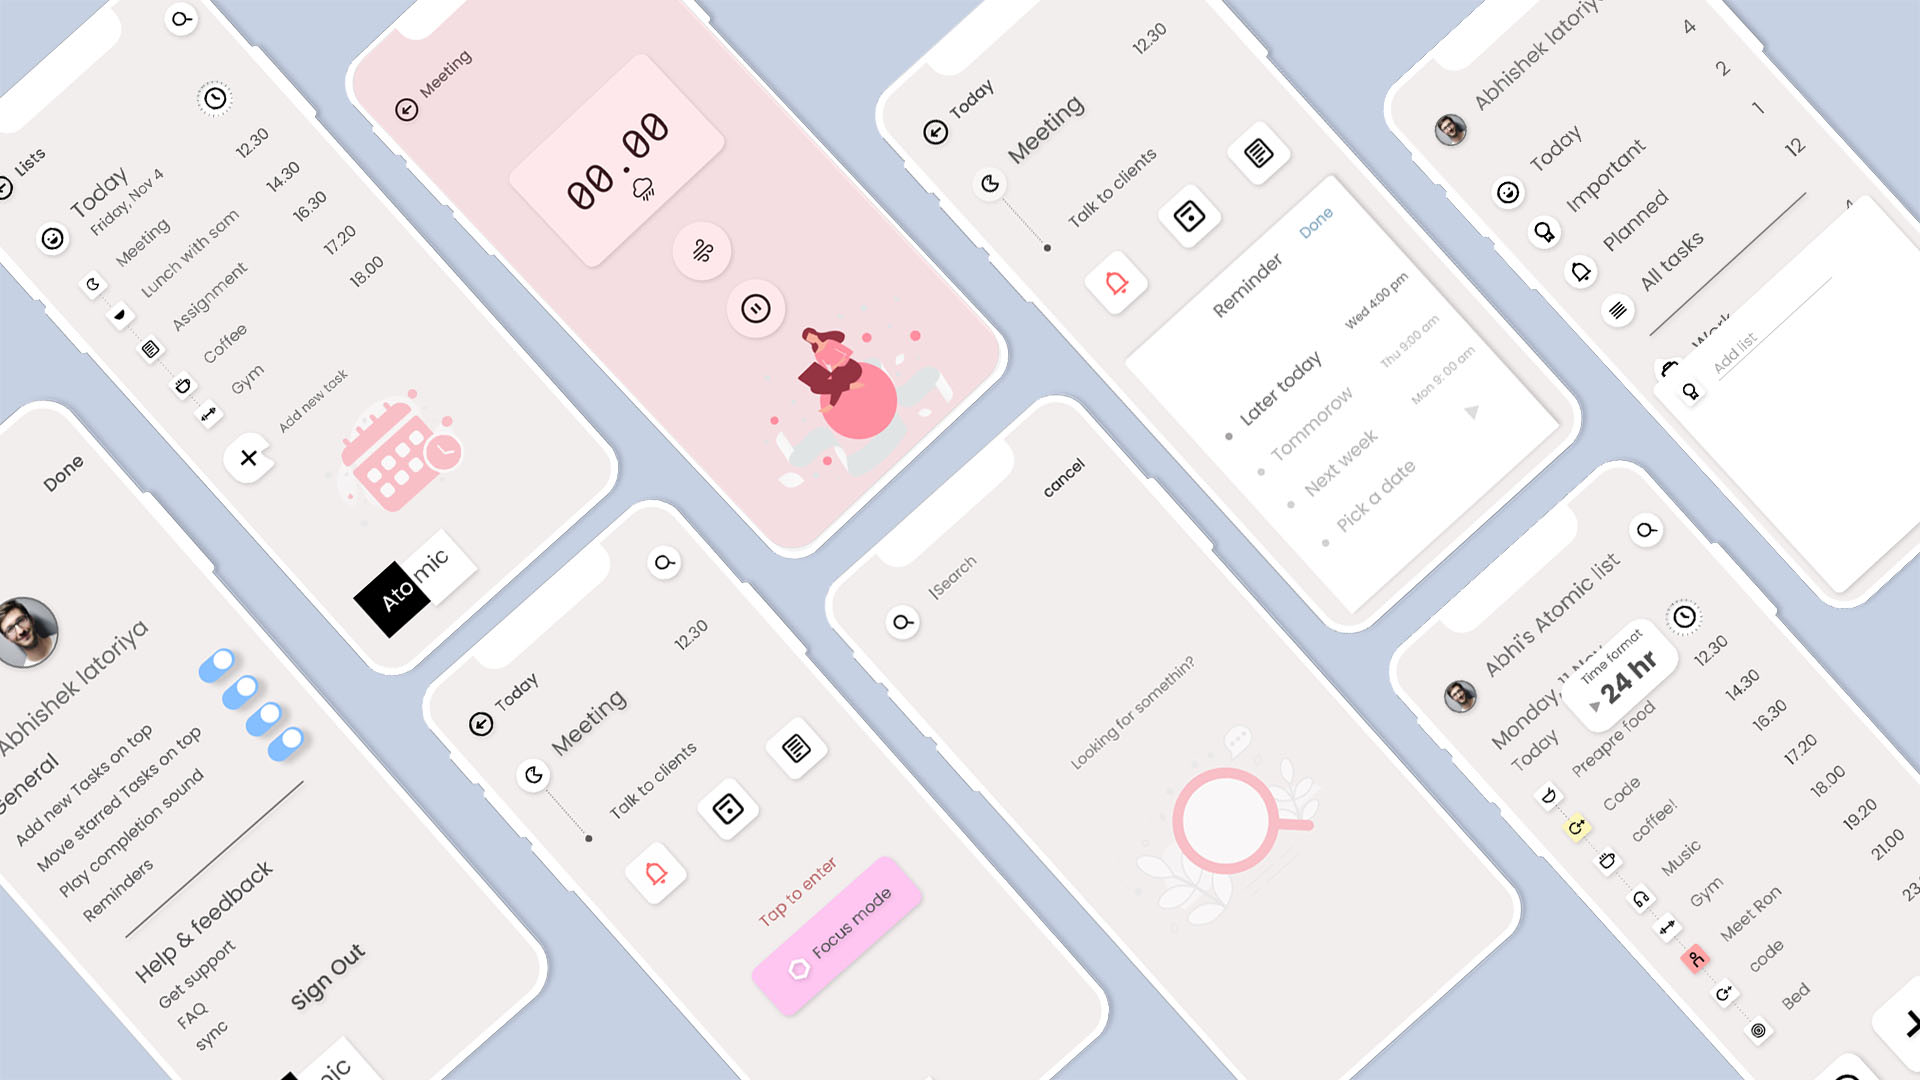 Lists
Today
Friday, Nov 4
Meeting
12.30
Lunch with sam
14.30
Assignment
16.30
Coffee
17.20
Gym
18.00
Add new task
Atomic
Meeting
00.00
Today
12.30
Meeting
Talk to clients
Reminder
Done
Later today
Wed 4:00 pm
Tommorow
Thu 9:00 am
Next week
Mon 9: 00 am
Pick a date
Abhishek latoriya
Today
4
Important
2
Planned
1
All tasks
12
4
Add list
Done
Abhishek latoriya
General
Add new Tasks on top
Move starred Tasks on top
Play completion sound
Reminders
Help & feedback
Get support
FAQ
sync
Sign Out
Today
12.30
Meeting
Talk to clients
Tap to enter
Focus mode
cancel
|Search
Looking for somethin?
Abhi's Atomic list
Monday, 11 Nov
Time format
24 hr
Today
Preapre food
12.30
Code
14.30
coffee!
16.30
Music
17.20
Gym
18.00
Meet Ron
19.20
code
21.00
Bed